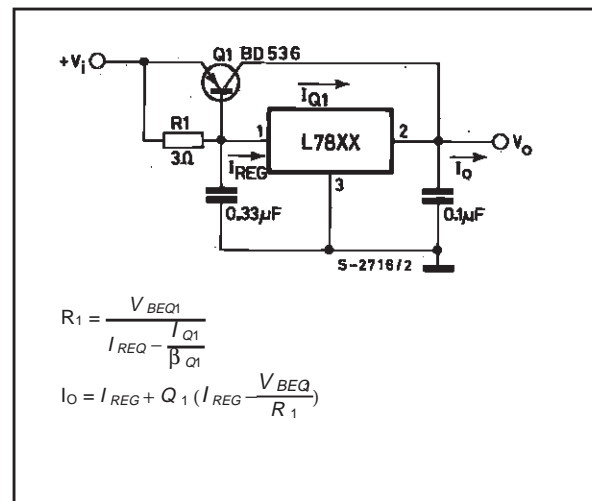 Q1 BD536
+Vi
IQ1
R1
3Ω
1
L78XX
2
Vo
IREG
IO
3
0.33µF
0.1µF
S-2716/2
R1 = VBEQ1 / (IREQ – IQ1 / βQ1)
IO = IREG + Q1 (IREG – VBEQ1 / R1)